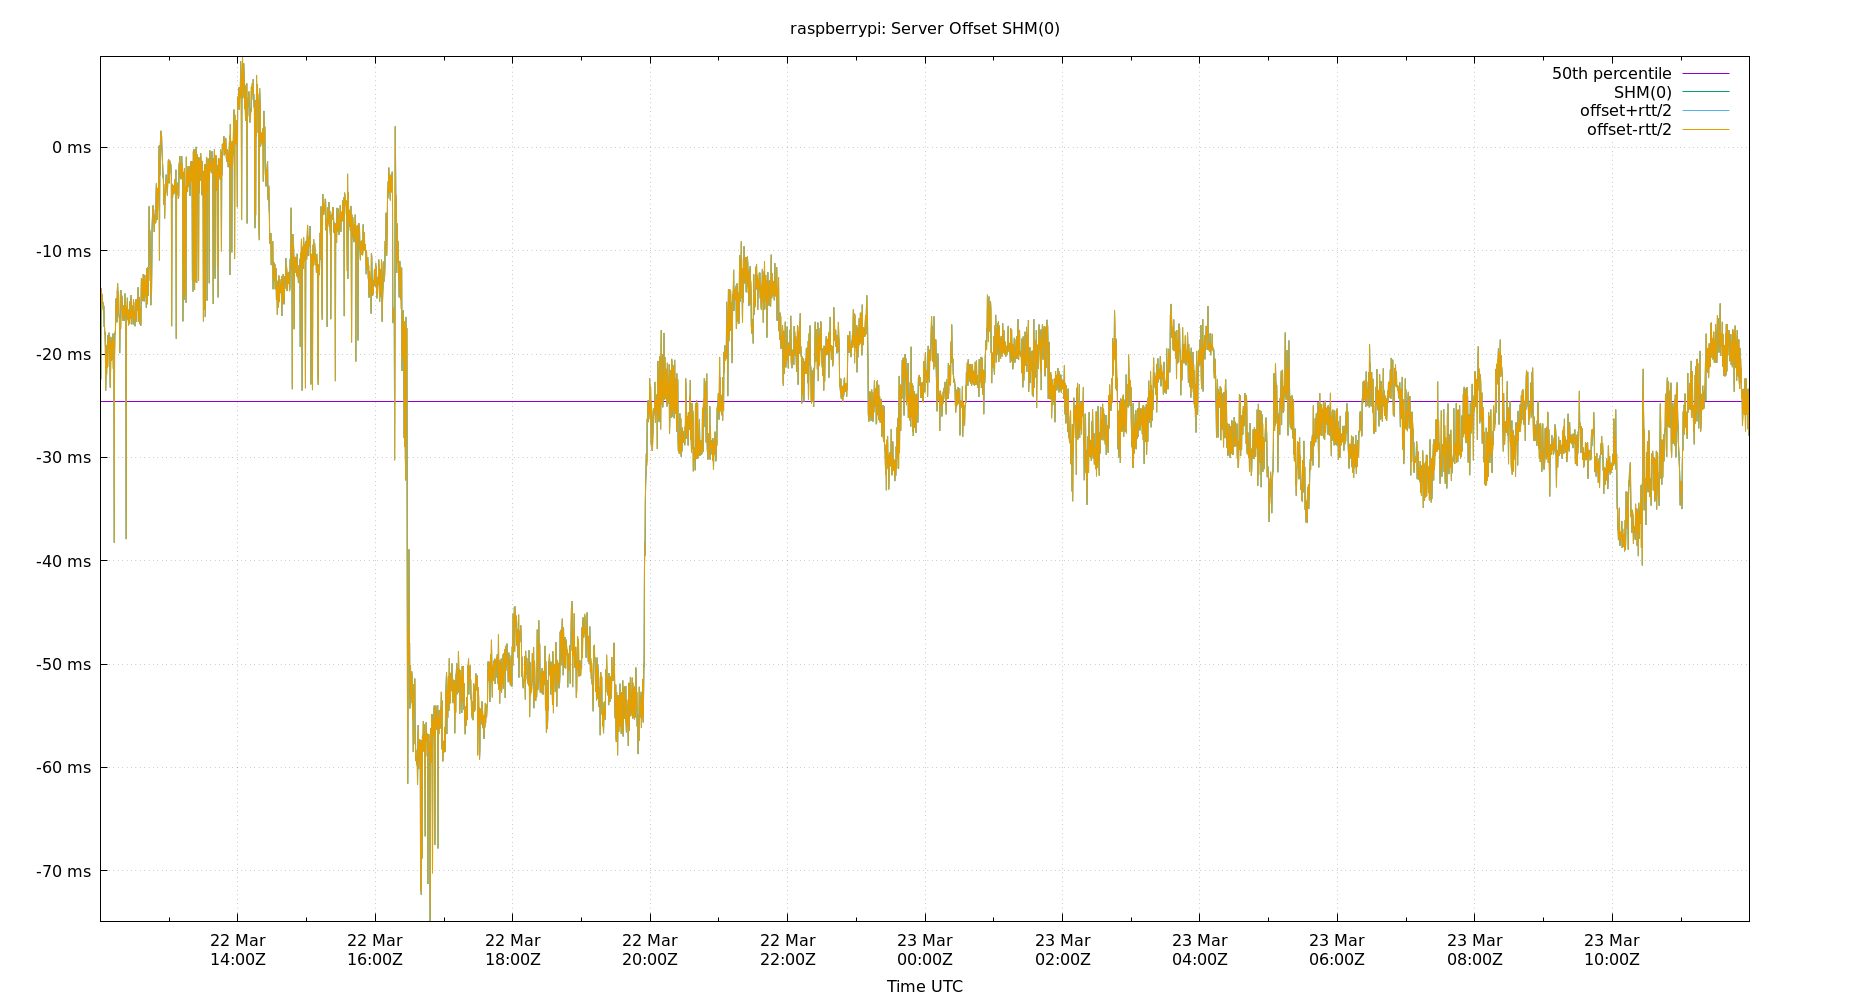 raspberrypi: Server Offset SHM(0)
50th percentile
SHM(0)
offset+rtt/2
offset-rtt/2
0 ms
-10 ms
-20 ms
-30 ms
-40 ms
-50 ms
-60 ms
-70 ms
22 Mar 22 Mar 22 Mar 22 Mar 22 Mar 23 Mar 23 Mar 23 Mar 23 Mar 23 Mar 23 Mar
14:00Z 16:00Z 18:00Z 20:00Z 22:00Z 00:00Z 02:00Z 04:00Z 06:00Z 08:00Z 10:00Z
Time UTC